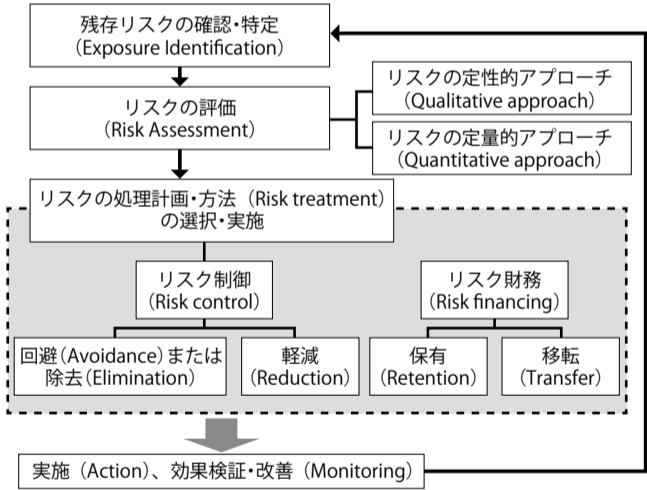 残存リスクの確認・特定
（Exposure Identification）
リスクの評価
（Risk Assessment）
リスクの定性的アプローチ
（Qualitative approach）
リスクの定量的アプローチ
（Quantitative approach）
リスクの処理計画・方法（Risk treatment）
の選択・実施
リスク制御
（Risk control）
リスク財務
（Risk financing）
回避（Avoidance）または
除去（Elimination）
軽減
（Reduction）
保有
（Retention）
移転
（Transfer）
実施（Action）、効果検証・改善（Monitoring）